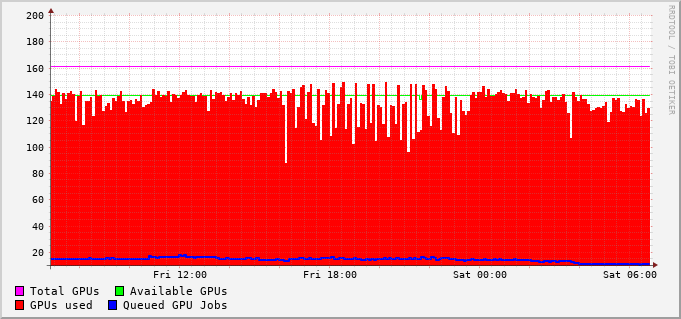 200
180
160
140
120
100
80
60
40
20
Fri 12:00 Fri 18:00 Sat 00:00 Sat 06:00
Total GPUs Available GPUs
GPUs used Queued GPU Jobs
RRDTOOL / TOBI OETIKER